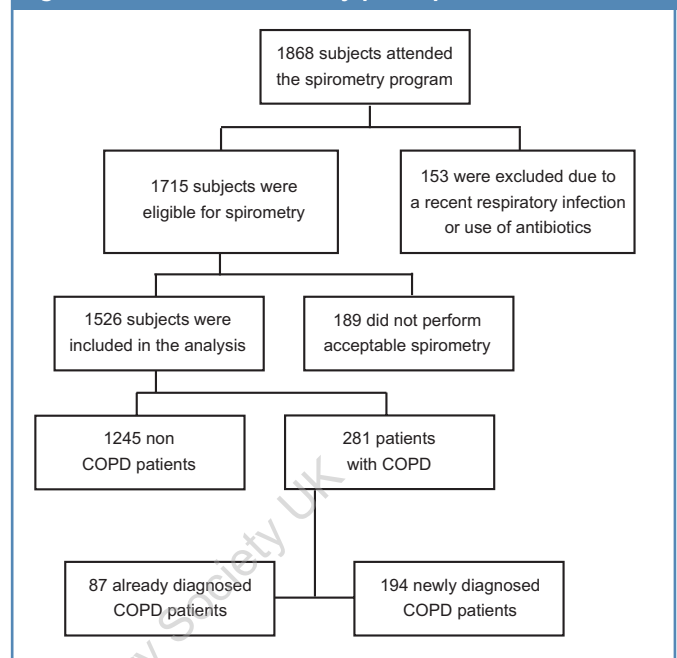 1868 subjects attended
the spirometry program
1715 subjects were
eligible for spirometry
153 were excluded due to
a recent respiratory infection
or use of antibiotics
1526 subjects were
included in the analysis
189 did not perform
acceptable spirometry
1245 non
COPD patients
281 patients
with COPD
87 already diagnosed
COPD patients
194 newly diagnosed
COPD patients
Society UK